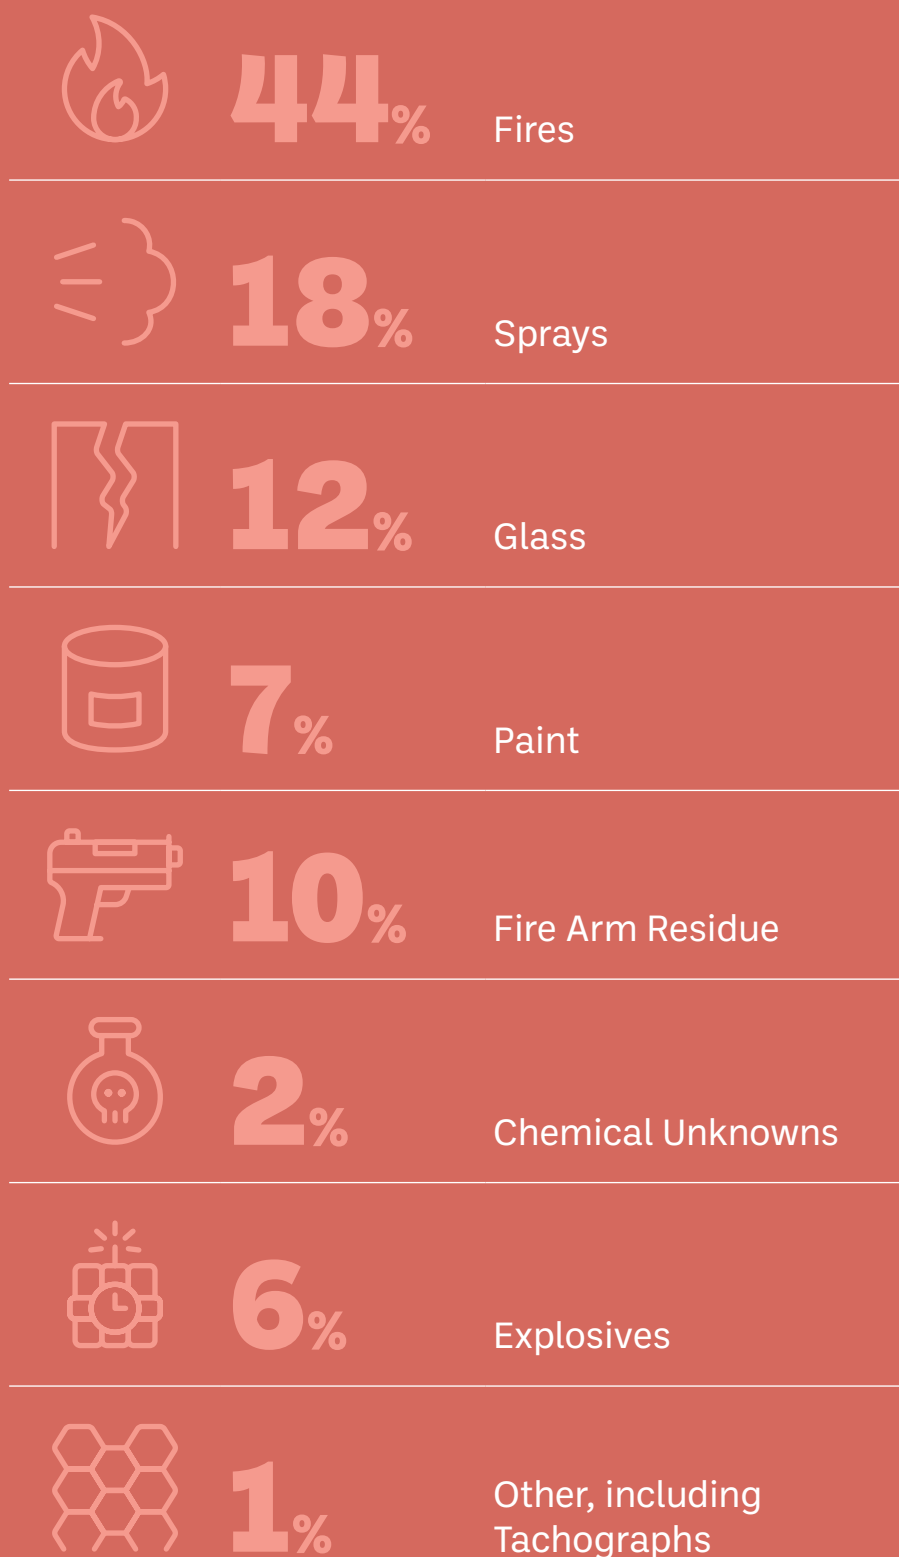 44% Fires
18% Sprays
12% Glass
7% Paint
10% Fire Arm Residue
2% Chemical Unknowns
6% Explosives
1% Other, including
Tachographs